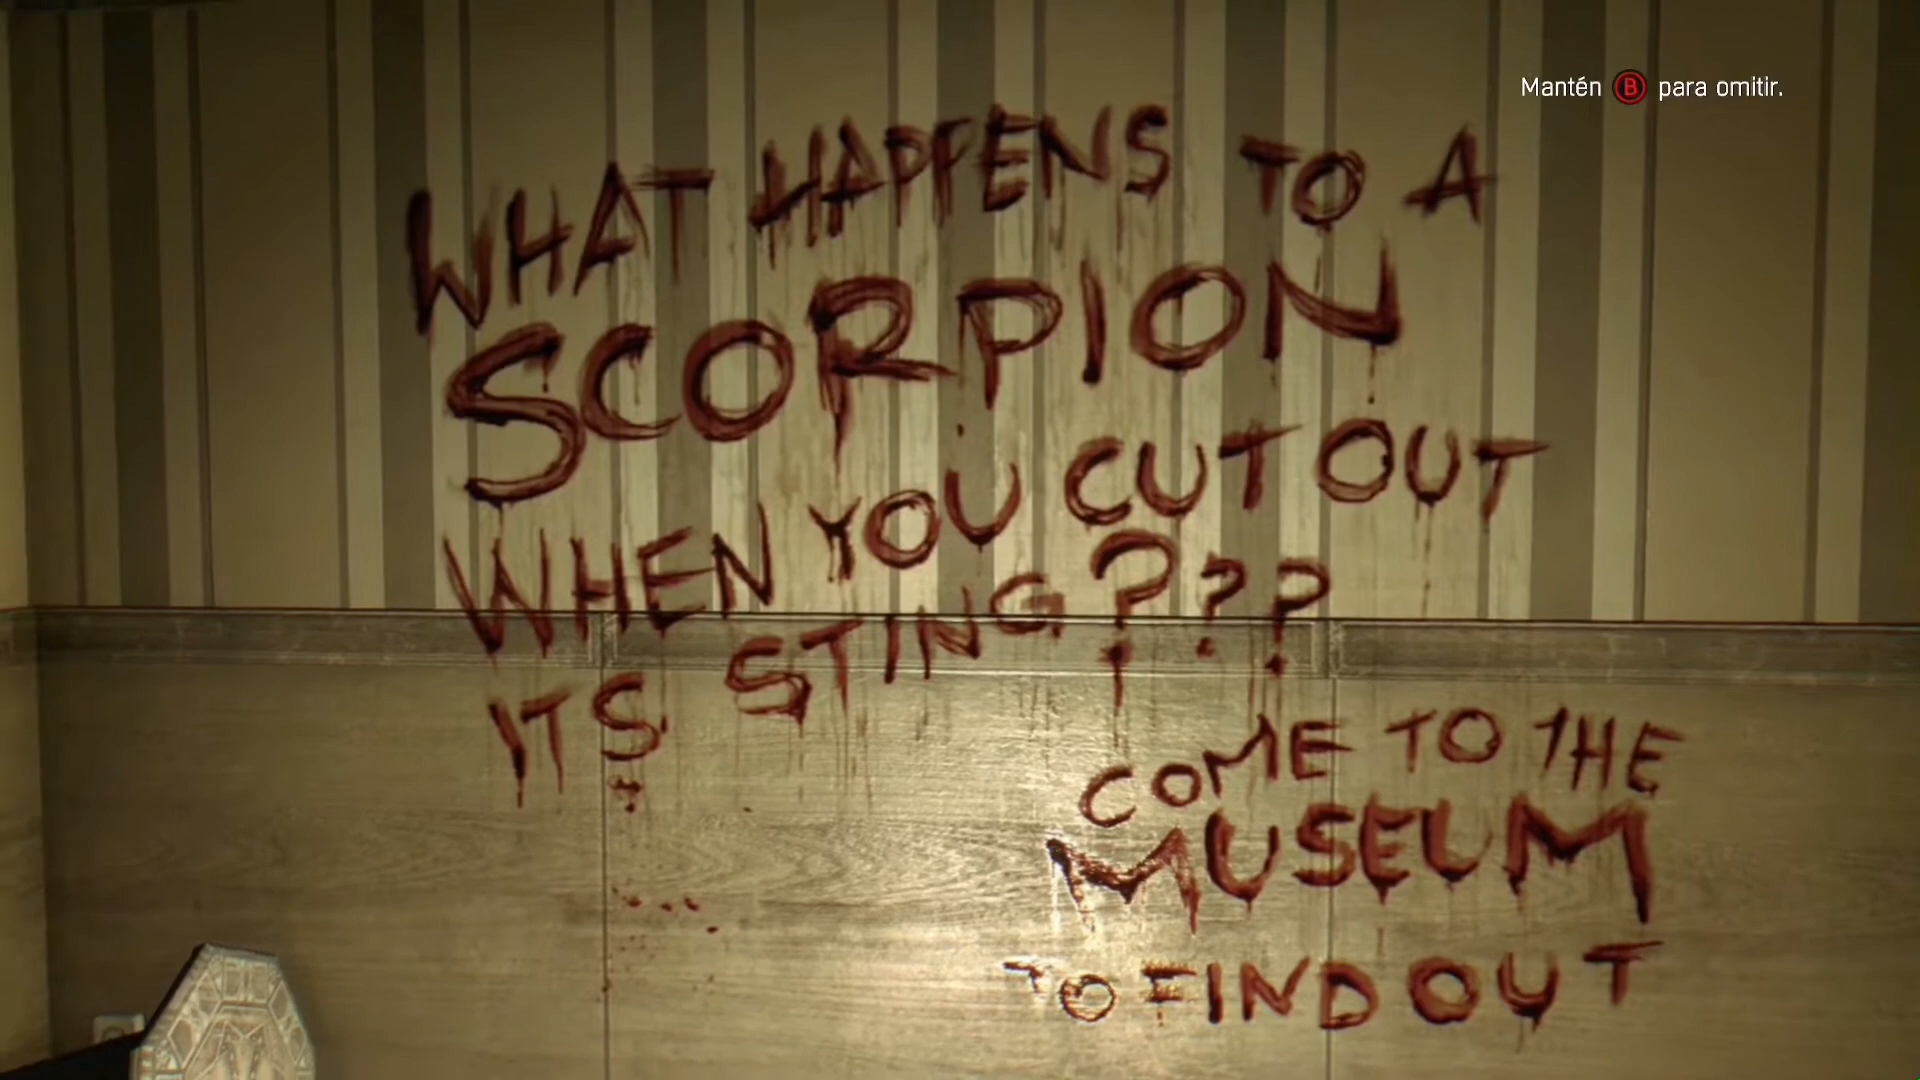 Mantén B para omitir.
WHAT HAPPENS TO A
SCORPION
WHEN YOU CUT OUT
ITS STING???
COME TO THE
MUSEUM
TO FIND OUT